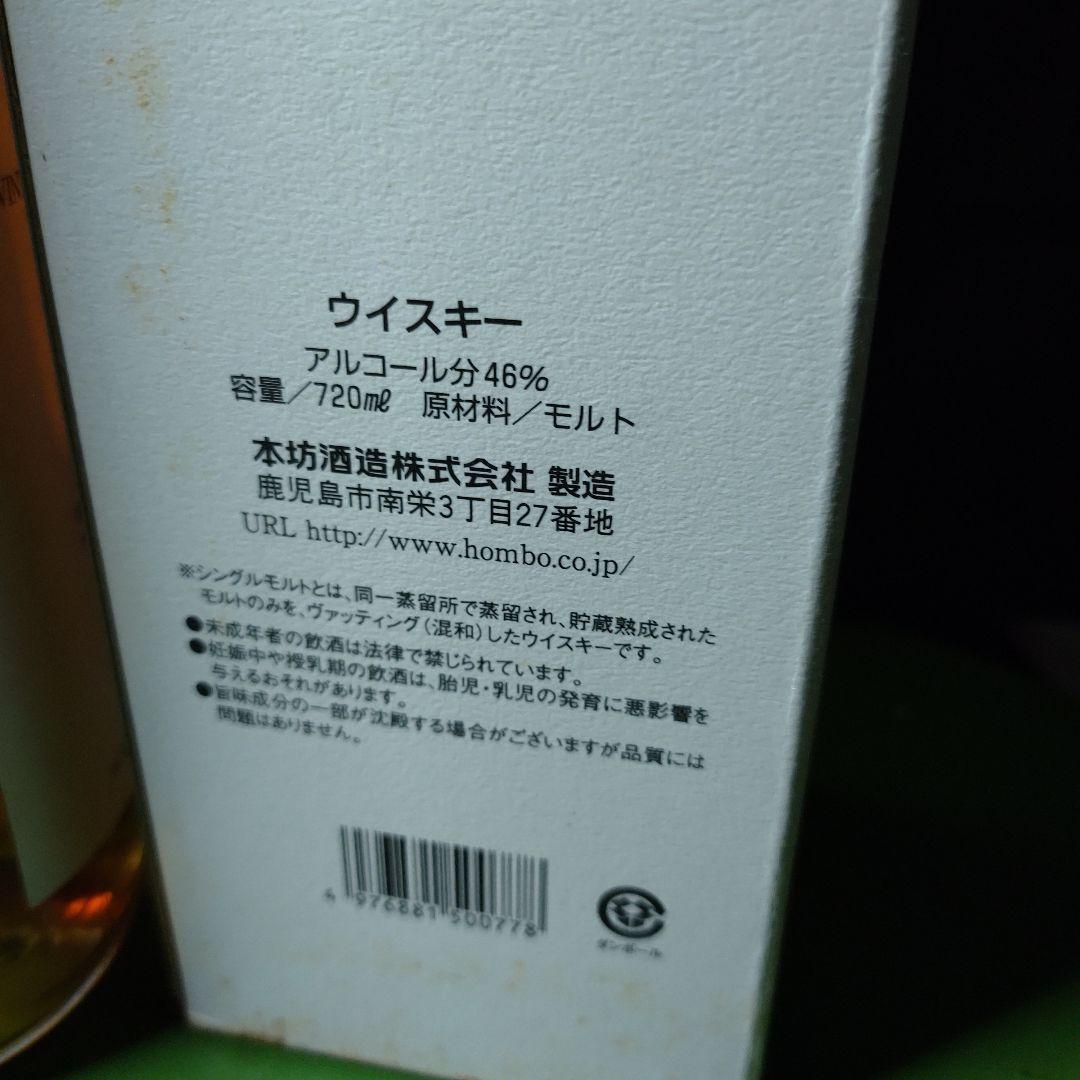 ウイスキー
アルコール分46%
容量／720㎖ 原材料／モルト
本坊酒造株式会社 製造
鹿児島市南栄3丁目27番地
URL http://www.hombo.co.jp/
※シングルモルトとは、同一蒸留所で蒸留され、貯蔵熟成された
モルトのみを、ヴァッティング(混和)したウイスキーです。
●未成年者の飲酒は法律で禁じられています。
●妊娠中や授乳期の飲酒は、胎児・乳児の発育に悪影響を
与えるおそれがあります。
●旨味成分の一部が沈殿する場合がございますが品質には
問題はありません。
4 976881 500778
ダンボール